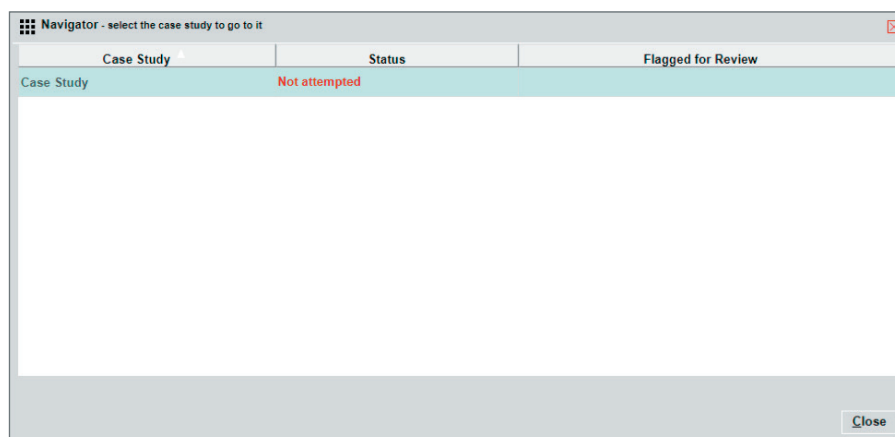 Navigator - select the case study to go to it
Case Study Status Flagged for Review
Case Study Not attempted
Close